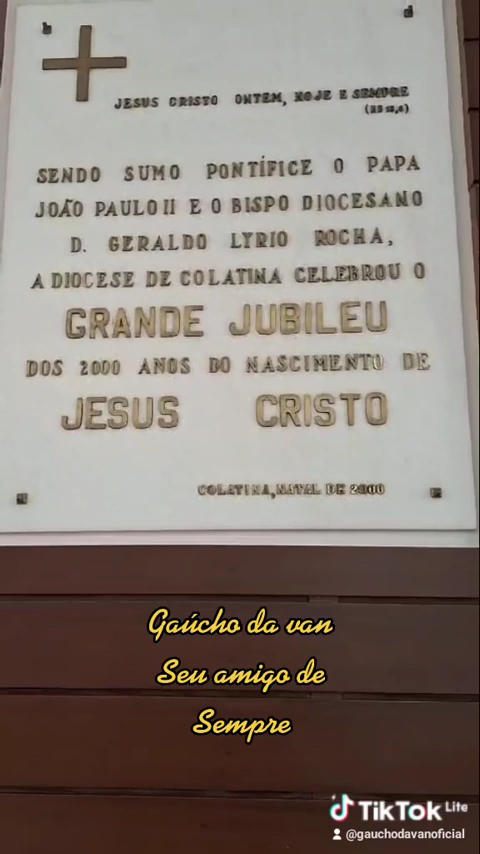 JESUS CRISTO ONTEM, HOJE E SEMPRE
SENDO SUMO PONTÍFICE O PAPA
JOÃO PAULO II E O BISPO DIOCESANO
D. GERALDO LYRIO ROCHA,
A DIOCESE DE COLATINA CELEBROU O
GRANDE JUBILEU
DOS 2000 ANOS DO NASCIMENTO DE
JESUS CRISTO
COLATINA, NATAL DE 2000
Gaúcho da van
Seu amigo de
Sempre
TikTok Lite
@gauchodavanoficial